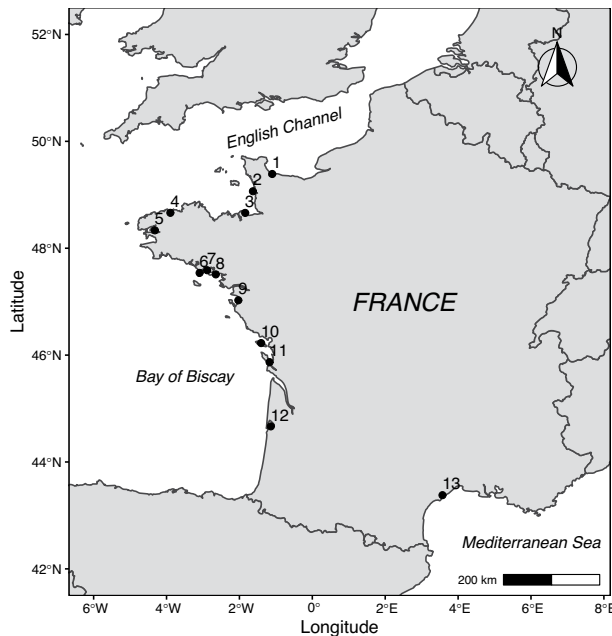 52°N
N
50°N
English Channel
1
2
3
4
5
48°N
6
7
8
9
FRANCE
10
46°N
11
Bay of Biscay
12
44°N
13
Mediterranean Sea
42°N
200 km
6°W
4°W
2°W
0°
2°E
4°E
6°E
8°E
Longitude
Latitude